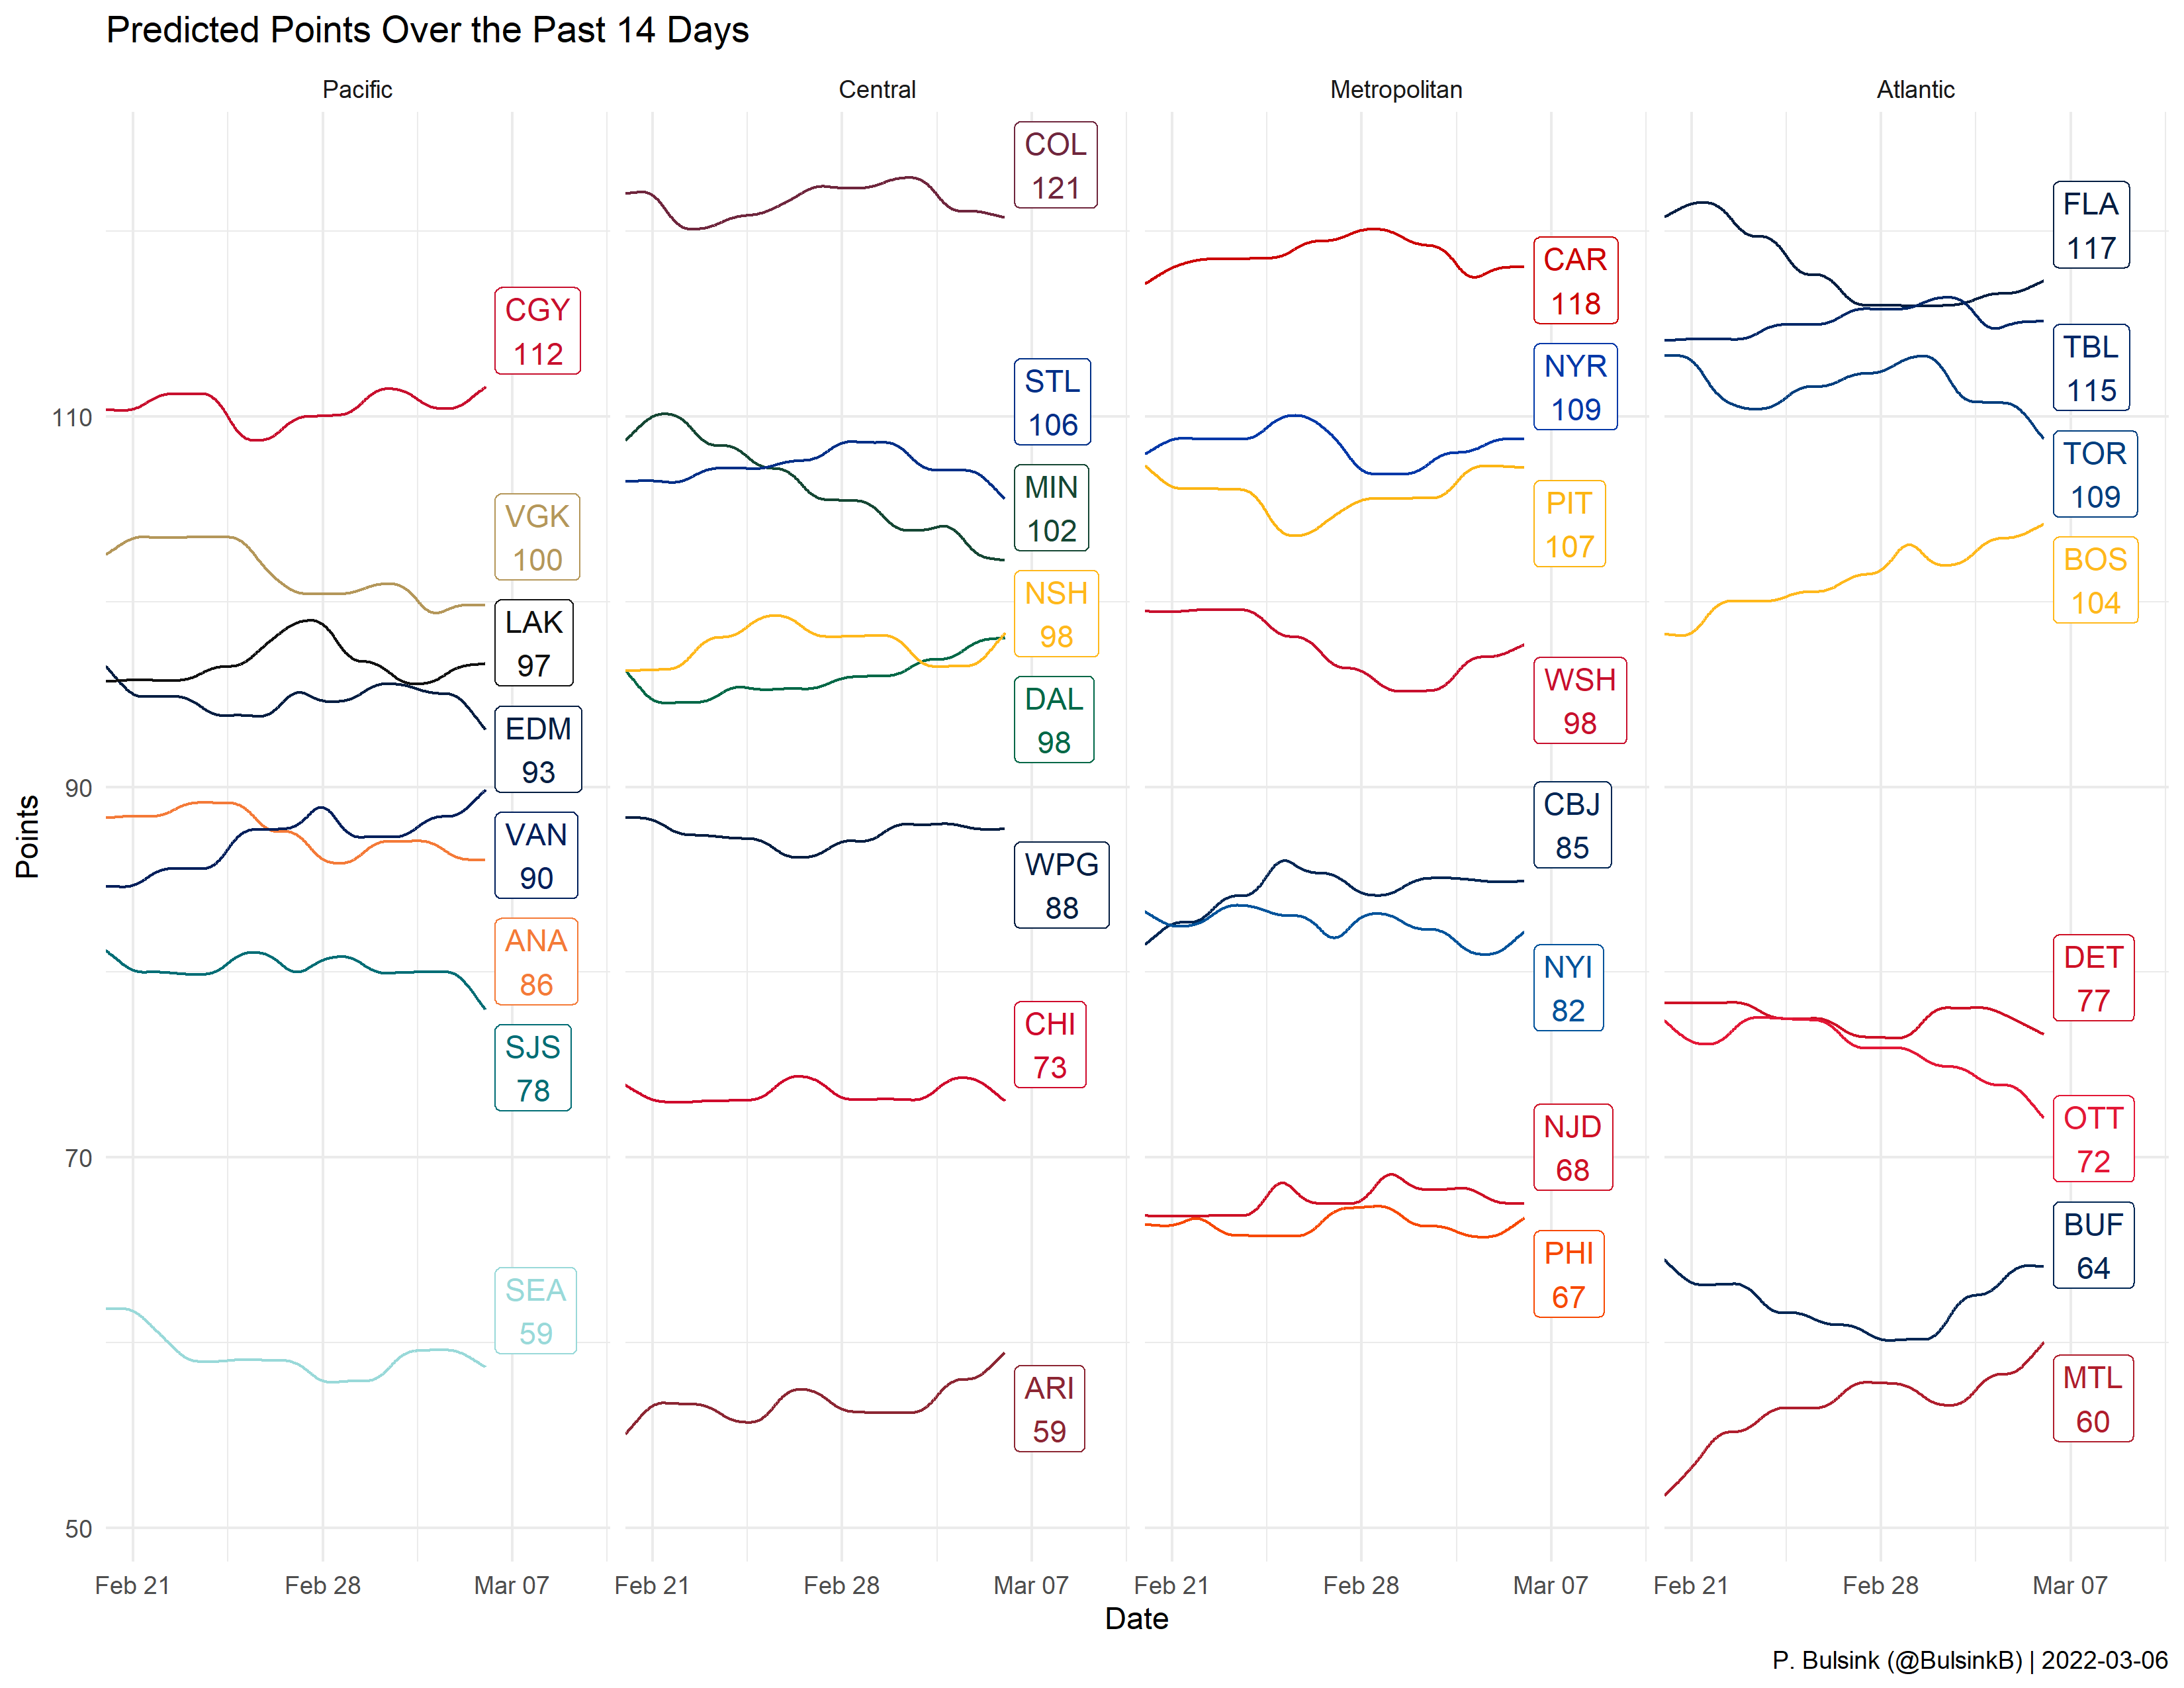 Predicted Points Over the Past 14 Days
Pacific
Central
Metropolitan
Atlantic
Points
110
90
70
50
CGY
112
VGK
100
LAK
97
EDM
93
VAN
90
ANA
86
SJS
78
SEA
59
COL
121
STL
106
MIN
102
NSH
98
DAL
98
WPG
88
CHI
73
ARI
59
CAR
118
NYR
109
PIT
107
WSH
98
CBJ
85
NYI
82
NJD
68
PHI
67
FLA
117
TBL
115
TOR
109
BOS
104
DET
77
OTT
72
BUF
64
MTL
60
Feb 21 Feb 28 Mar 07 Feb 21 Feb 28 Mar 07 Feb 21 Feb 28 Mar 07 Feb 21 Feb 28 Mar 07
Date
P. Bulsink (@BulsinkB) | 2022-03-06